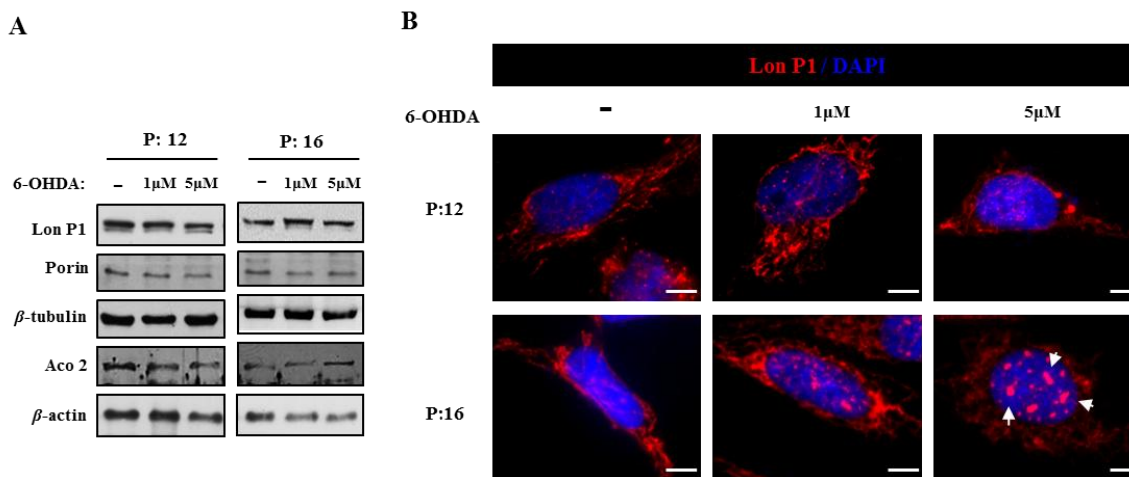 A
P: 12 P: 16
6-OHDA: – 1µM 5µM – 1µM 5µM
Lon P1
Porin
β-tubulin
Aco 2
β-actin
B
Lon P1 / DAPI
6-OHDA – 1µM 5µM
P:12
P:16